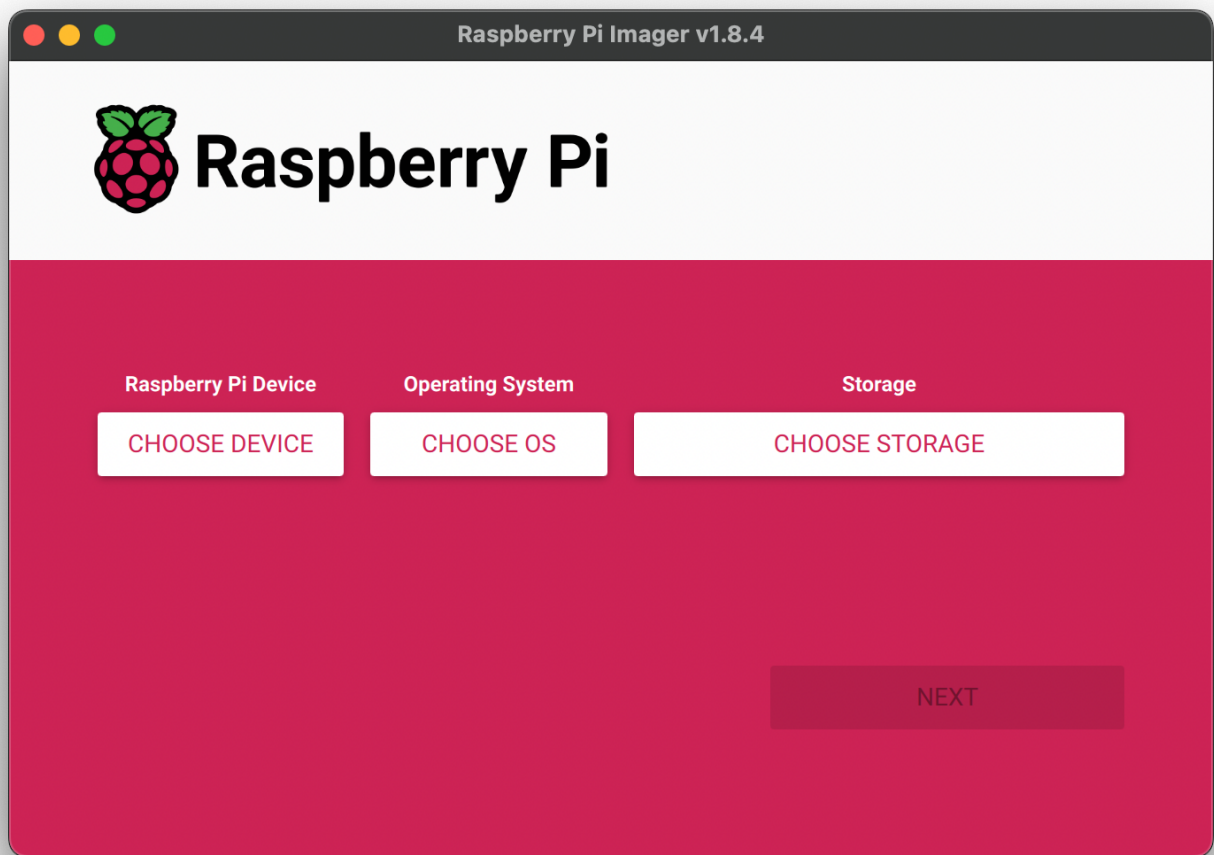 Raspberry Pi Imager v1.8.4
Raspberry Pi
Raspberry Pi Device
Operating System
Storage
CHOOSE DEVICE
CHOOSE OS
CHOOSE STORAGE
NEXT